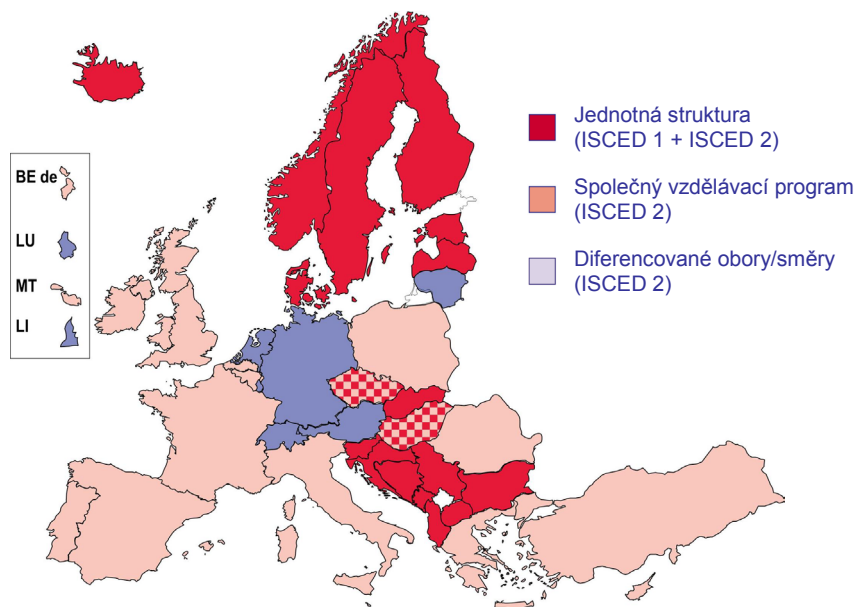 BE de
LU
MT
LI
Jednotná struktura
(ISCED 1 + ISCED 2)
Společný vzdělávací program
(ISCED 2)
Diferencované obory/směry
(ISCED 2)